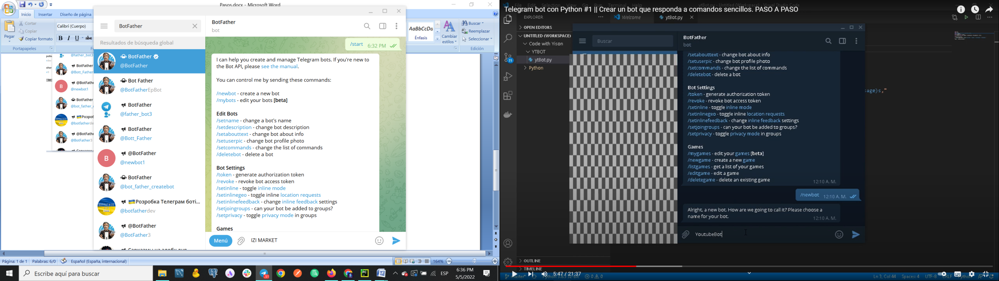 Pasos.docx - Microsoft Word
Inicio
Insertar
Diseño de página
Cortar
Copiar
Copiar formato
Pegar
Portapapeles
Calibri (Cuerpo)
AaBbCcDc
Énfasis
Cambiar
estilos
Buscar
Reemplazar
Seleccionar
Edición
@father_bot3
BotFather
@Bott_Father
B
@BotFathe
@newbot1
BotFather
@bot_father_
Розроб
@botfatherde
@BotFathe
@BotFather3
BotFather
Resultados de búsqueda global
BotFather
@BotFather
Bot Father
@BotFatherEpBot
BotFather
@father_bot3
BotFather
@Bott_Father
B
@BotFather
@newbot1
BotFather
@bot_father_createbot
Розробка Телеграм боті...
@botfatherdev
@BotFather
@BotFather3
BotFather
bot
/start 6:32 PM
I can help you create and manage Telegram bots. If you're new to
the Bot API, please see the manual.
You can control me by sending these commands:
/newbot - create a new bot
/mybots - edit your bots [beta]
Edit Bots
/setname - change a bot's name
/setdescription - change bot description
/setabouttext - change bot about info
/setuserpic - change bot profile photo
/setcommands - change the list of commands
/deletebot - delete a bot
Bot Settings
/token - generate authorization token
/revoke - revoke bot access token
/setinline - toggle inline mode
/setinlinegeo - toggle inline location requests
/setinlinefeedback - change inline feedback settings
/setjoingroups - can your bot be added to groups?
/setprivacy - toggle privacy mode in groups
Games
Menú
IZI MARKET
Página: 1 de 1
Palabras: 6/0
Español (España, internacional)
164%
Escribe aquí para buscar
51
ESP
6:36 PM
5/5/2022
Telegram bot con Python #1 || Crear un bot que responda a comandos sencillos. PASO A PASO
EXPLORER
Welcome
ytBot.py
OPEN EDITORS
UNTITLED (WORKSPACE)
Code with Yison
YTBOT
ytBot.py
Python
35
Buscar
BotFather
bot
/setabouttext - change bot about info
/setuserpic - change bot profile photo
/setcommands - change the list of commands
/deletebot - delete a bot
Bot Settings
/token - generate authorization token
/revoke - revoke bot access token
/setinline - toggle inline mode
/setinlinegeo - toggle inline location requests
/setinlinefeedback - change inline feedback settings
/setjoingroups - can your bot be added to groups?
/setprivacy - toggle privacy mode in groups
Games
/mygames - edit your games [beta]
/newgame - create a new game
/listgames - get a list of your games
/editgame - edit a game
/deletegame - delete an existing game
12:10 A. M.
/newbot 12:10 A. M.
Alright, a new bot. How are we going to call it? Please choose a
name for your bot.
12:10 A. M.
YoutubeBot
sage)s,"
OUTLINE
TIMELINE
5:47 / 21:37
Ln 3, Col 44
Spaces: 4
UTF-8
CRLF